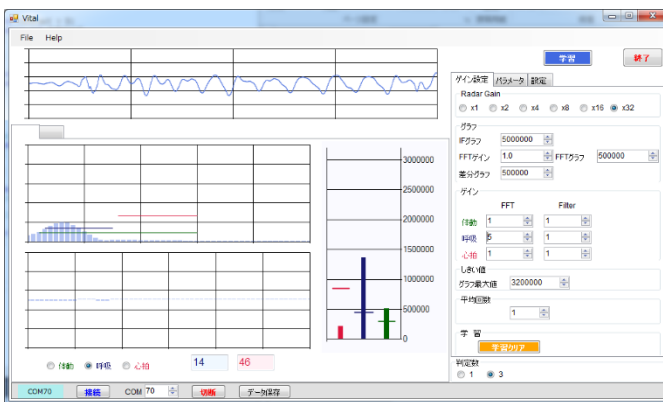 Vital
File Help
学習 終了
ゲイン設定 パラメータ 設定
Radar Gain
x1 x2 x4 x8 x16 x32
グラフ
IFグラフ 5000000
FFTゲイン 1.0 FFTグラフ 500000
差分グラフ 500000
ゲイン
FFT Filter
体動 1 1
呼吸 5 1
心拍 1 1
しきい値
グラフ最大値 3200000
平均回数
1
学 習
学習クリア
判定数
1 3
3000000
2500000
2000000
1500000
1000000
500000
0
体動 呼吸 心拍 14 46
COM70 接続 COM 70 切断 データ保存